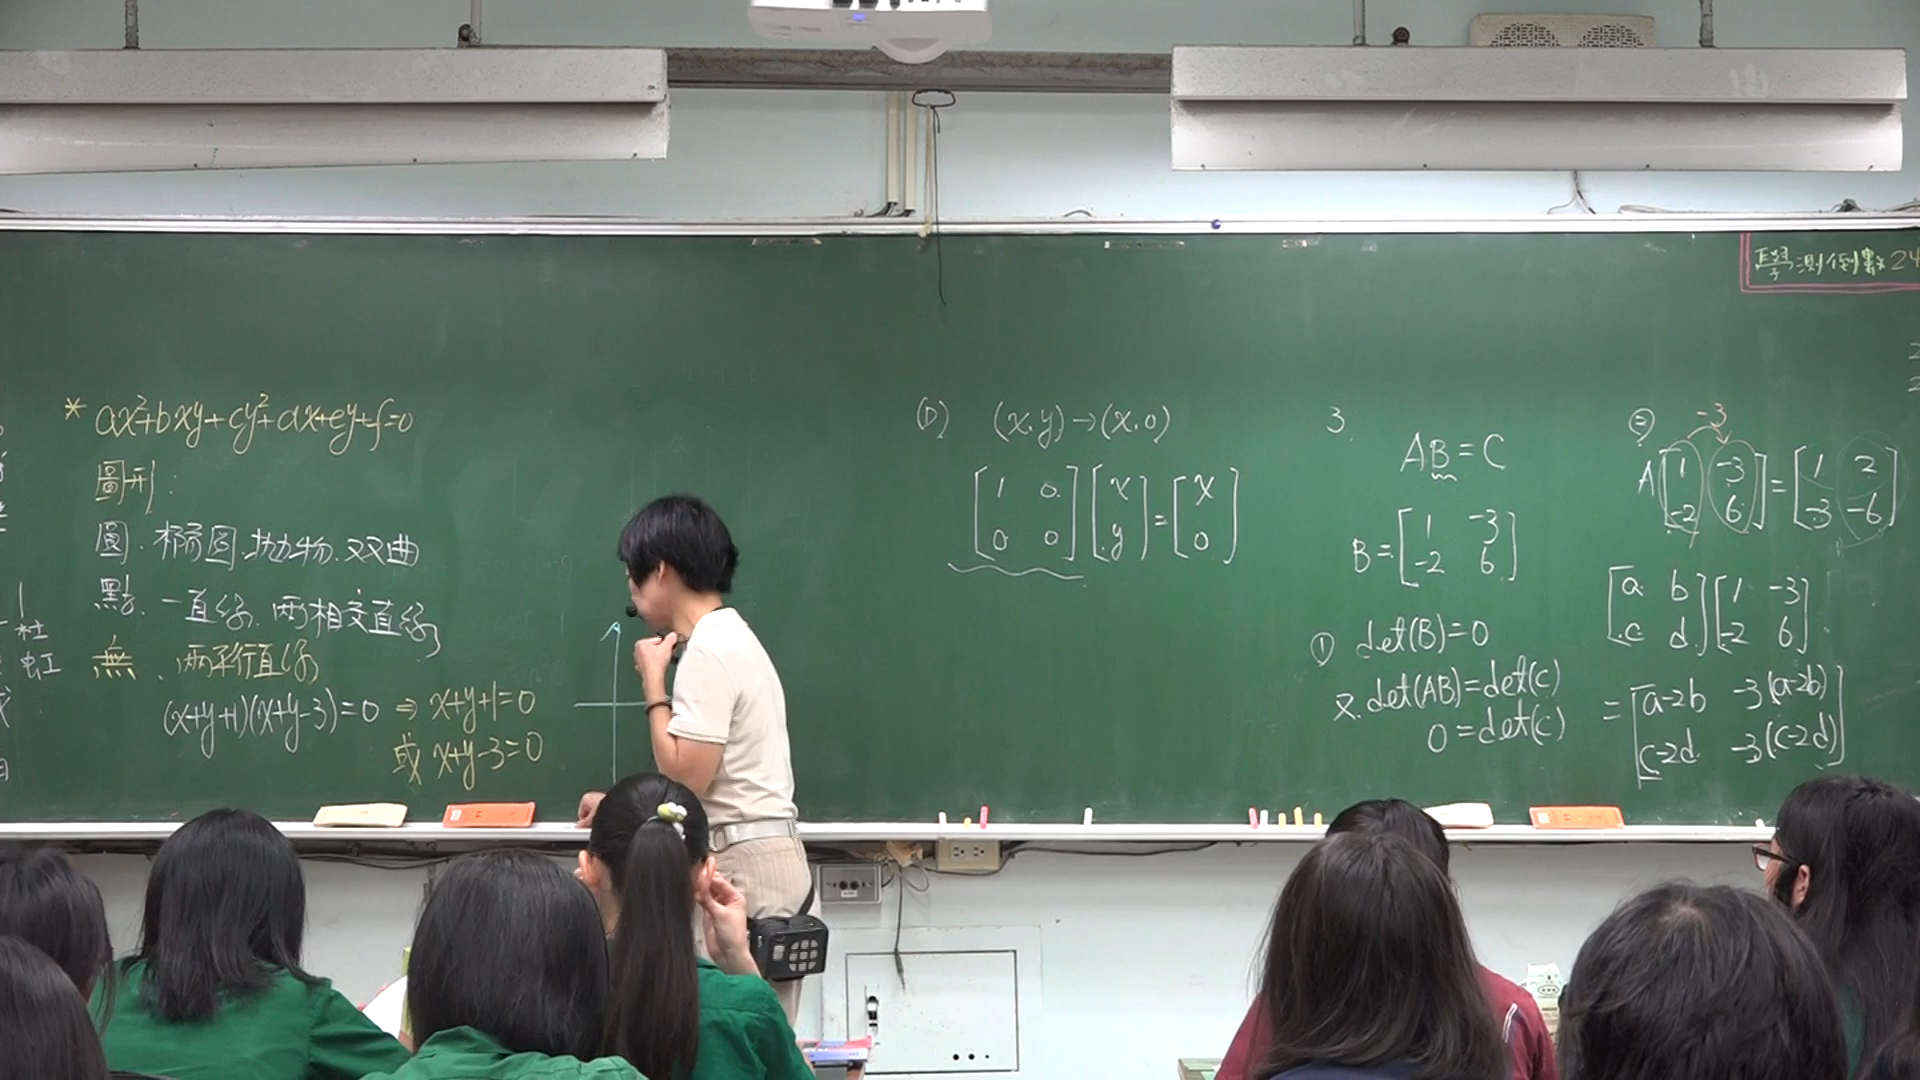 * ax²+bxy+cy²+dx+ey+f=0
圖形:
圓. 橢圓. 拋物. 双曲
點. 一直線. 兩相交直線
無. 兩平行直線
(x+y+1)(x+y-3)=0 ⇒ x+y+1=0
或 x+y-3=0
(D) (x,y)→(x,0)
[1 0; 0 0][x; y]=[x; 0]
3.
AB=C
B=[1 -3; -2 6]
① det(B)=0
det(AB)=det(C)
0=det(C)
② -3
A[1 -3; -2 6]=[1 2; -3 -6]
[a b; c d][1 -3; -2 6]
=[a-2b -3(a-2b); c-2d -3(c-2d)]
學測倒數24